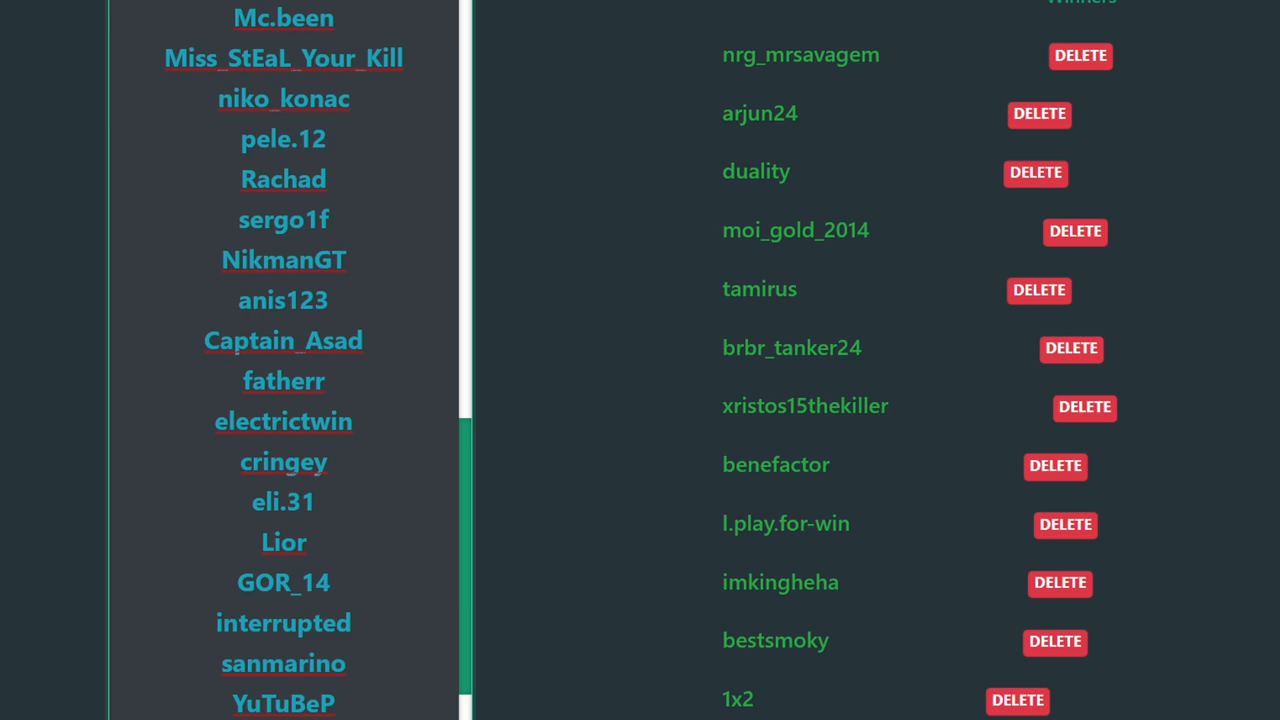 Mc.been
Miss_StEaL_Your_Kill
niko_konac
pele.12
Rachad
sergo1f
NikmanGT
anis123
Captain_Asad
fatherr
electrictwin
cringey
eli.31
Lior
GOR_14
interrupted
sanmarino
YuTuBeP
Winners
nrg_mrsavagem DELETE
arjun24 DELETE
duality DELETE
moi_gold_2014 DELETE
tamirus DELETE
brbr_tanker24 DELETE
xristos15thekiller DELETE
benefactor DELETE
l.play.for-win DELETE
imkingheha DELETE
bestsmoky DELETE
1x2 DELETE